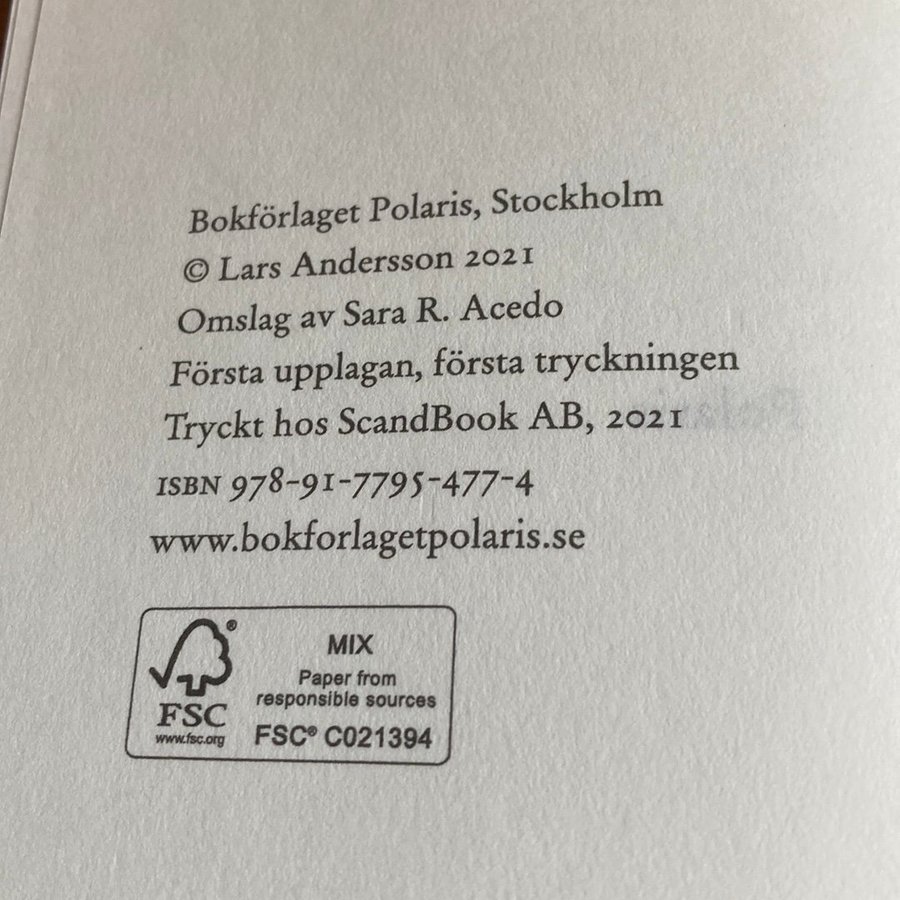 Bokförlaget Polaris, Stockholm
© Lars Andersson 2021
Omslag av Sara R. Acedo
Första upplagan, första tryckningen
Tryckt hos ScandBook AB, 2021
ISBN 978-91-7795-477-4
www.bokforlagetpolaris.se
FSC
www.fsc.org
MIX
Paper from
responsible sources
FSC® C021394